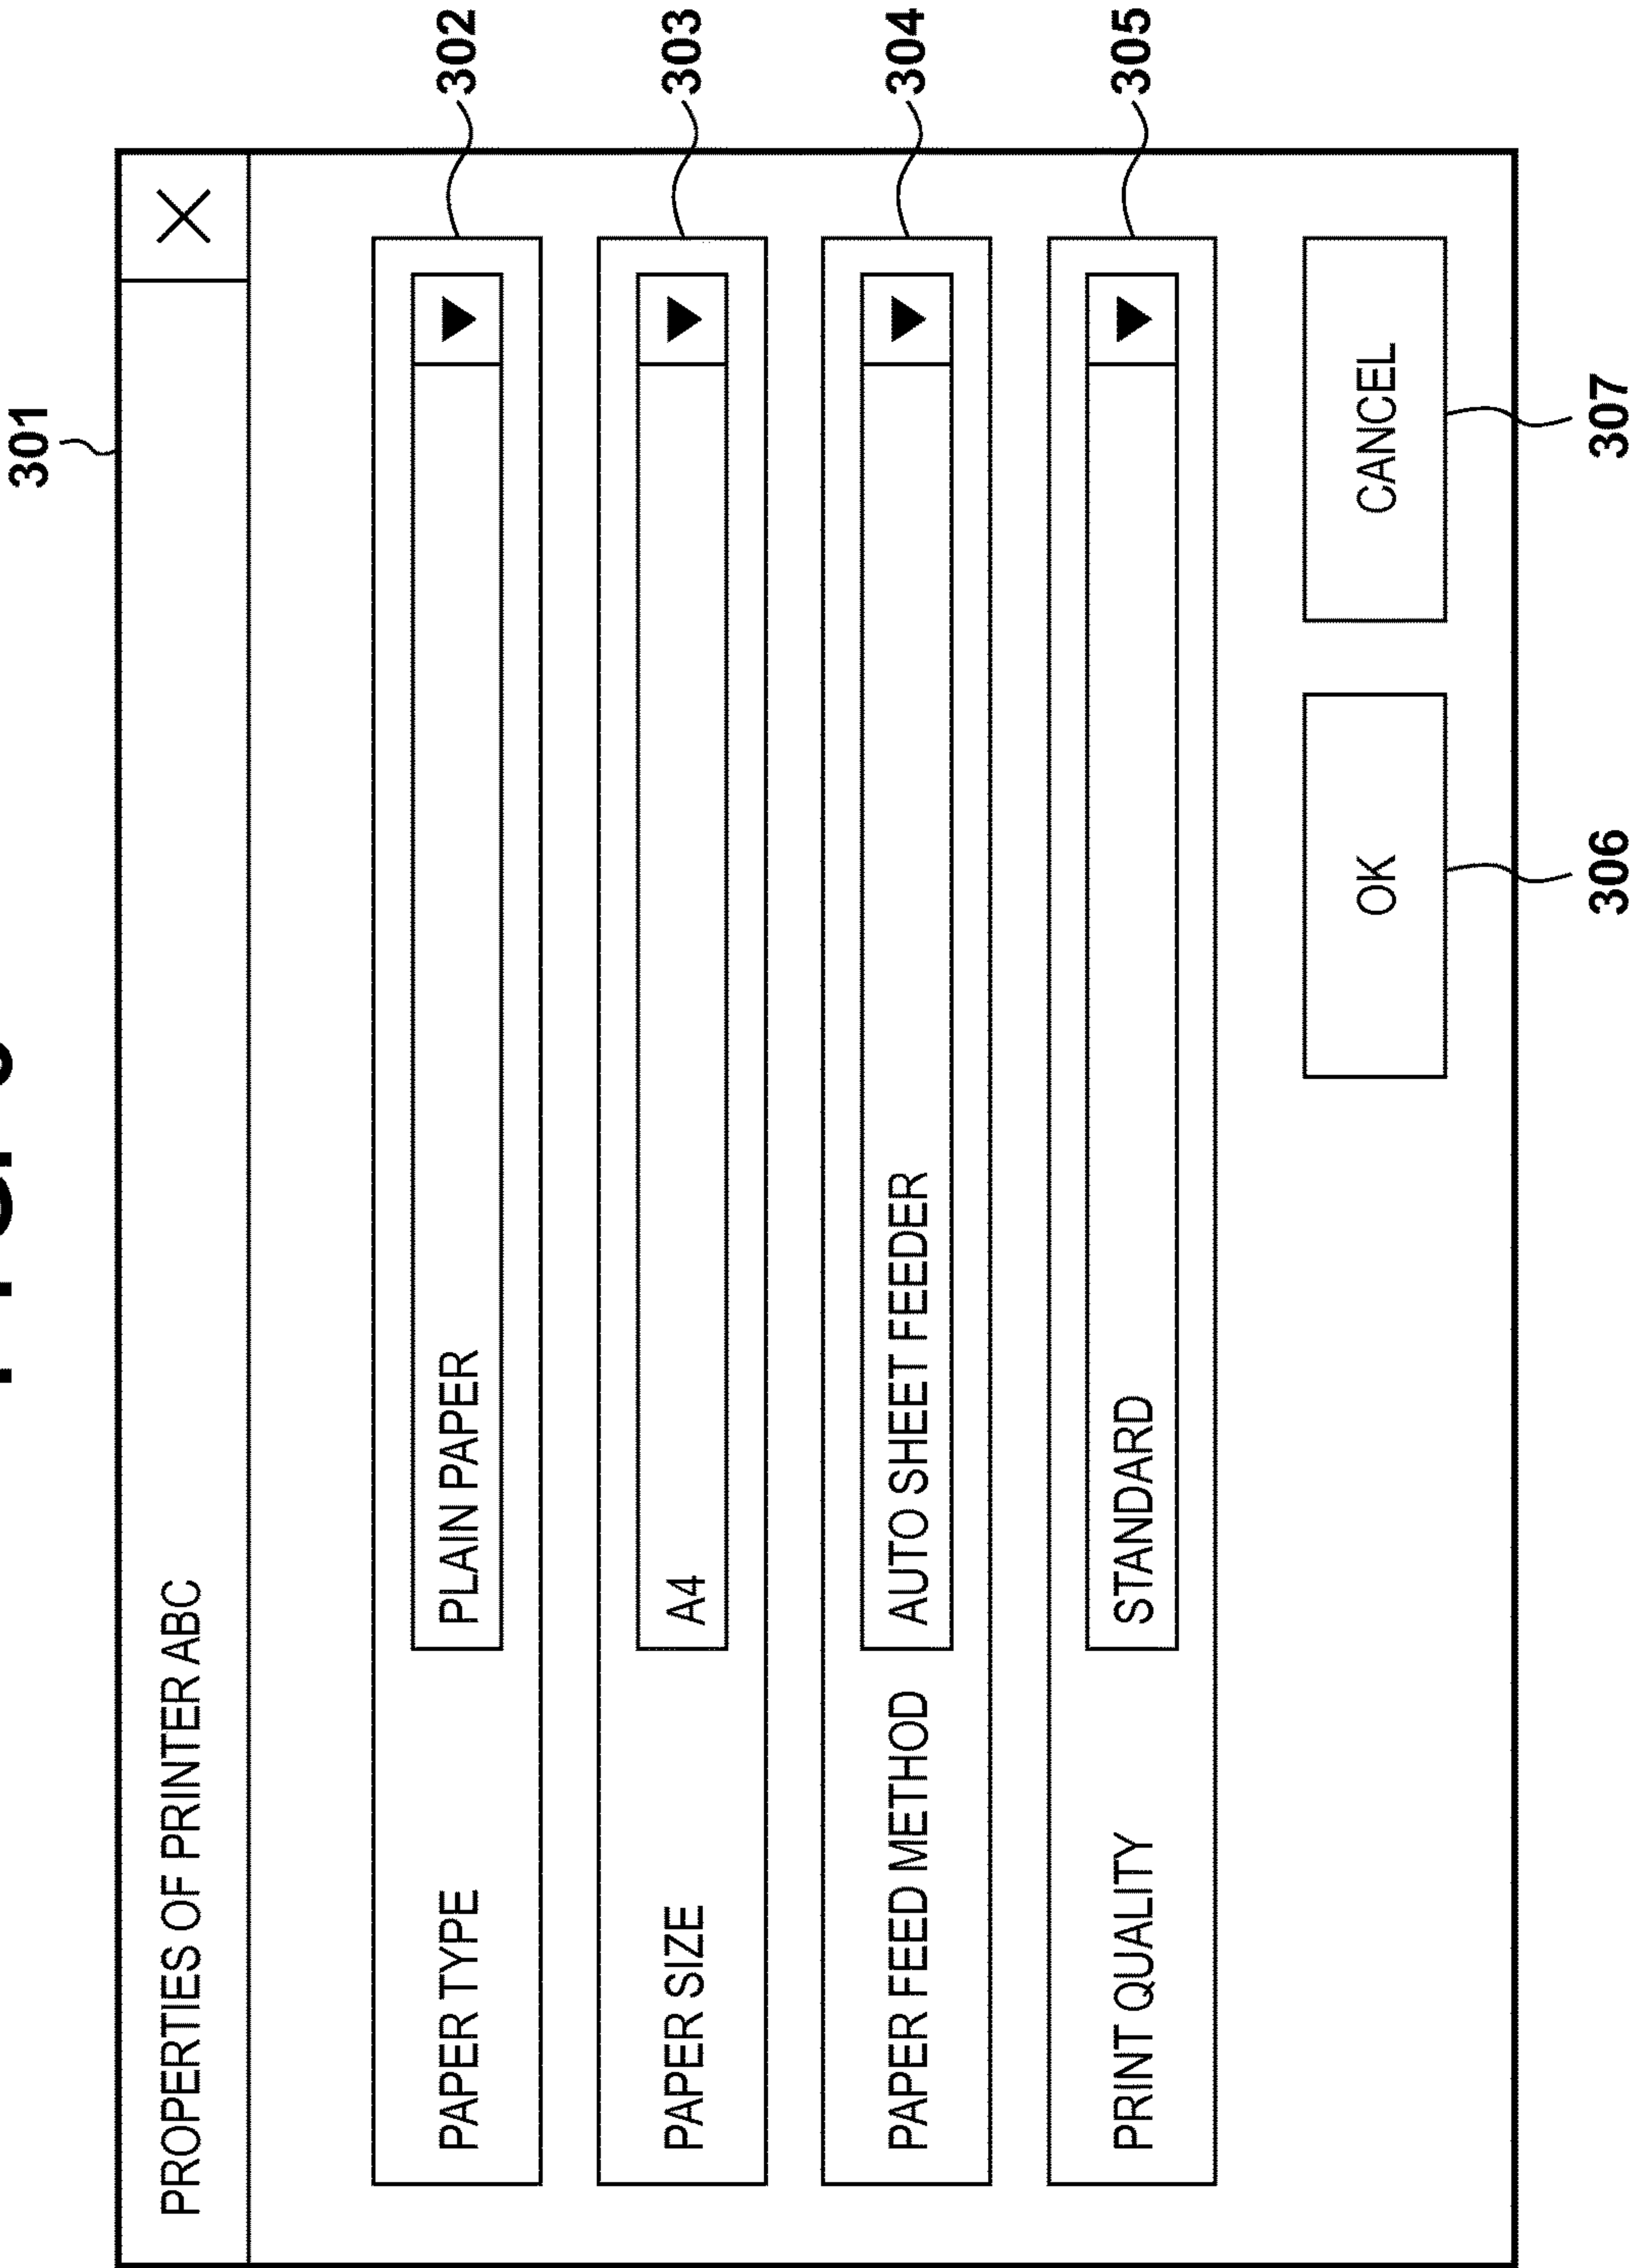 301
PROPERTIES OF PRINTER ABC
PAPER TYPE PLAIN PAPER 302
PAPER SIZE A4 303
PAPER FEED METHOD AUTO SHEET FEEDER 304
PRINT QUALITY STANDARD 305
OK CANCEL
306 307